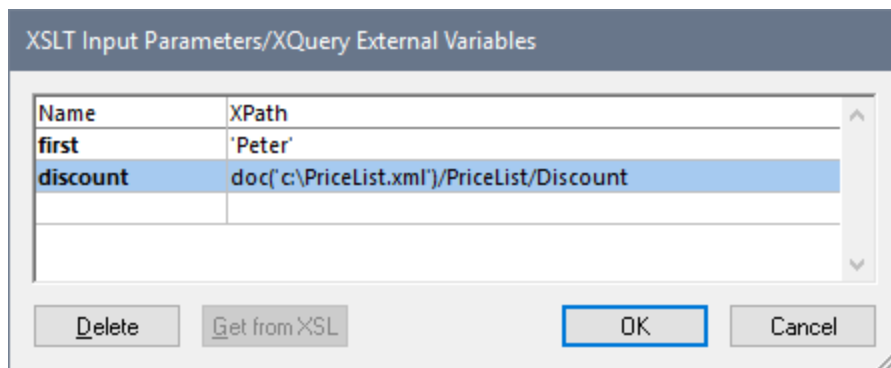 XSLT Input Parameters/XQuery External Variables
Name XPath
first 'Peter'
discount doc('c:\PriceList.xml')/PriceList/Discount
Delete Get from XSL OK Cancel